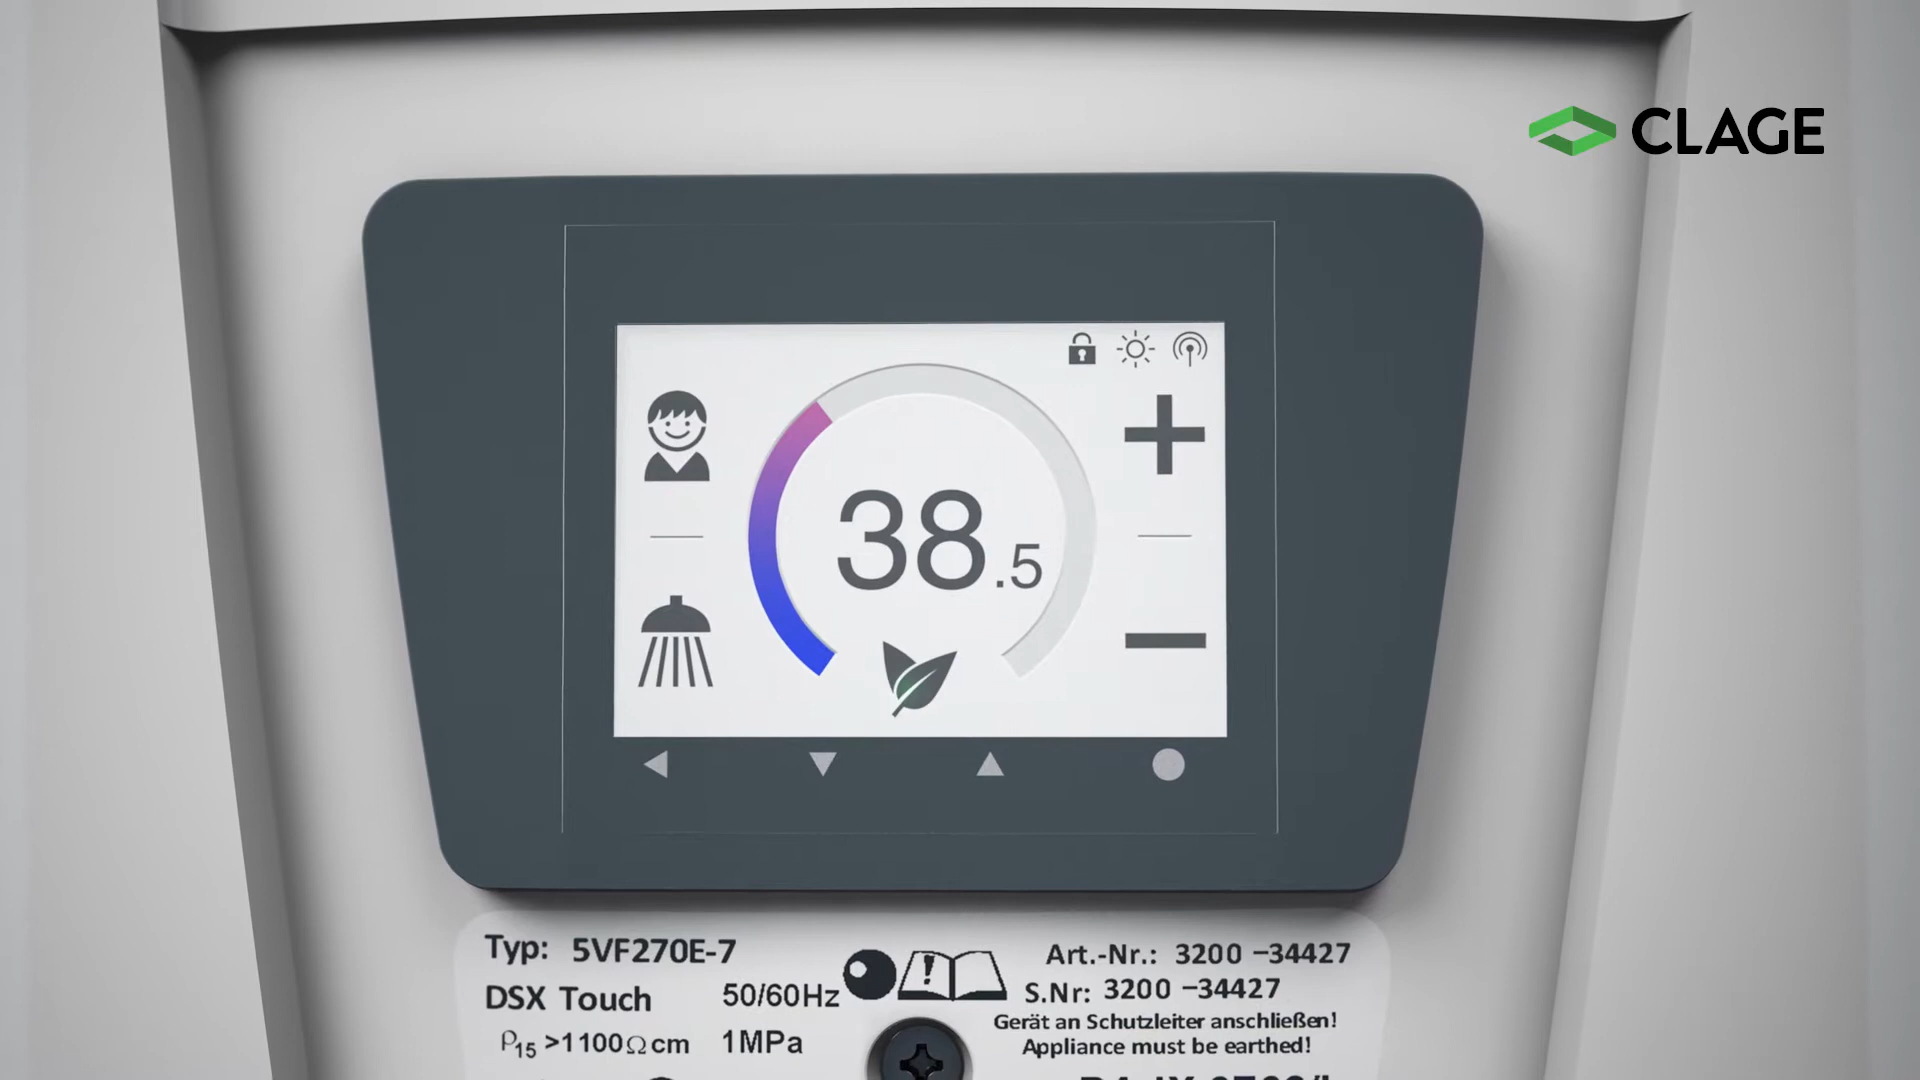 CLAGE
38.5
Typ: 5VF270E-7
DSX Touch 50/60Hz
ρ15 >1100Ωcm 1MPa
Art.-Nr.: 3200 –34427
S.Nr: 3200 –34427
Gerät an Schutzleiter anschließen!
Appliance must be earthed!